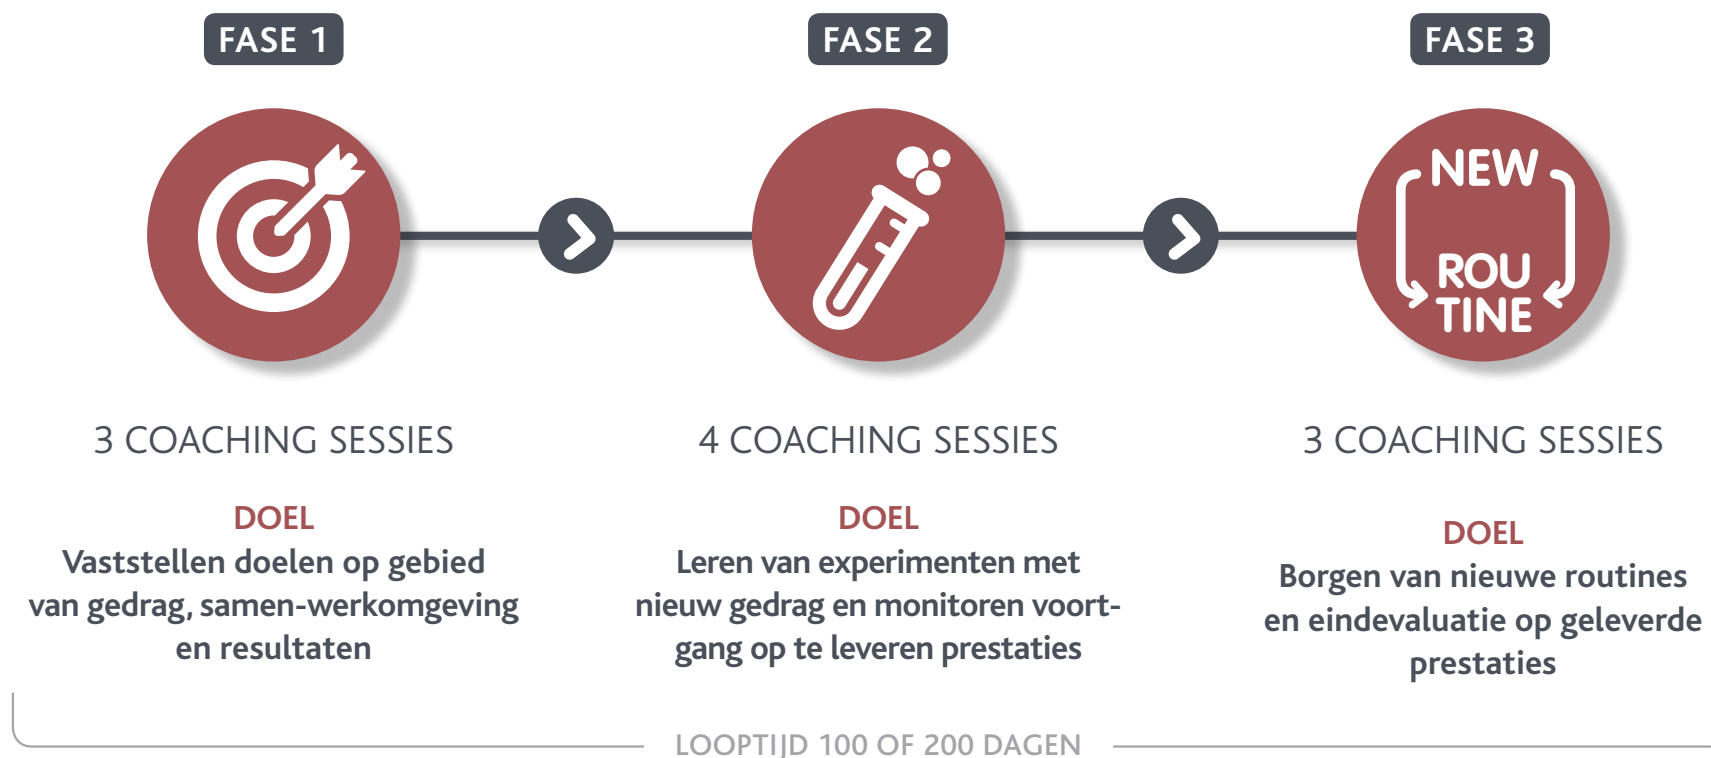 FASE 1
FASE 2
FASE 3
NEW
ROU
TINE
3 COACHING SESSIES
DOEL
Vaststellen doelen op gebied
van gedrag, samen-werkomgeving
en resultaten
4 COACHING SESSIES
DOEL
Leren van experimenten met
nieuw gedrag en monitoren voort-
gang op te leveren prestaties
3 COACHING SESSIES
DOEL
Borgen van nieuwe routines
en eindevaluatie op geleverde
prestaties
LOOPTIJD 100 OF 200 DAGEN